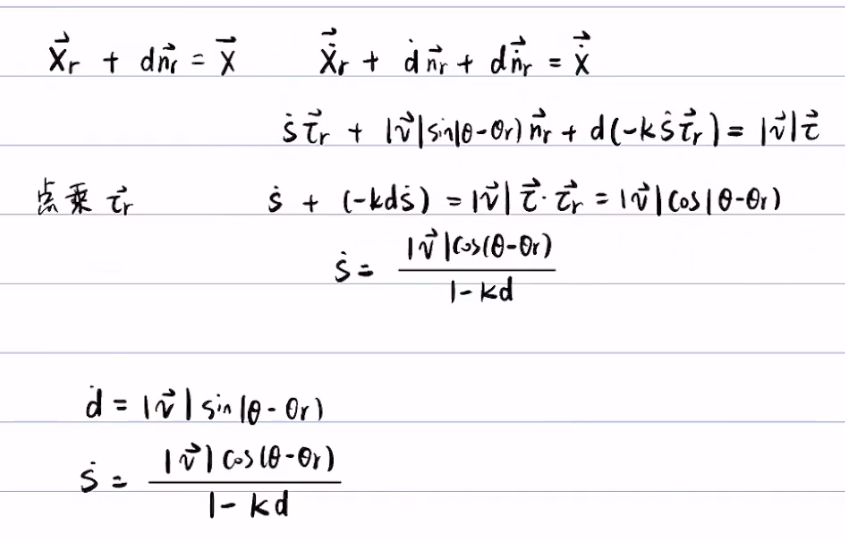 $\vec{x}_r + d\vec{n}_r = \vec{x}$  $\dot{\vec{x}}_r + \dot{d}\vec{n}_r + d\dot{\vec{n}}_r = \dot{\vec{x}}$
$\dot{s}\vec{\tau}_r + |\vec{v}|\sin(\theta-\theta_r)\vec{n}_r + d(-k\dot{s}\vec{\tau}_r) = |\vec{v}|\vec{\tau}$
点乘 $\vec{\tau}_r$  $\dot{s} + (-kd\dot{s}) = |\vec{v}|\vec{\tau}\cdot\vec{\tau}_r = |\vec{v}|\cos(\theta-\theta_r)$
$\dot{s} = \frac{|\vec{v}|\cos(\theta-\theta_r)}{1-kd}$
$\dot{d} = |\vec{v}|\sin(\theta-\theta_r)$
$\dot{s} = \frac{|\vec{v}|\cos(\theta-\theta_r)}{1-kd}$